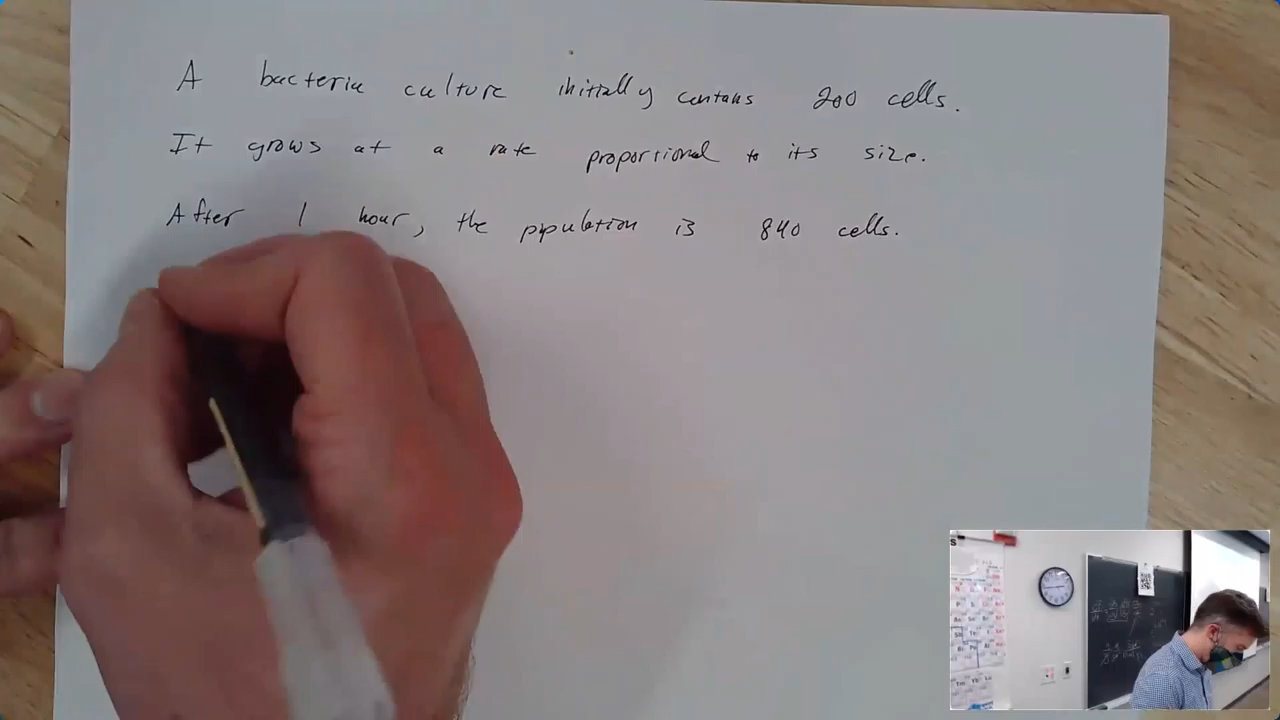 A bacteria culture initially contains 200 cells.
It grows at a rate proportional to its size.
After 1 hour, the population is 840 cells.